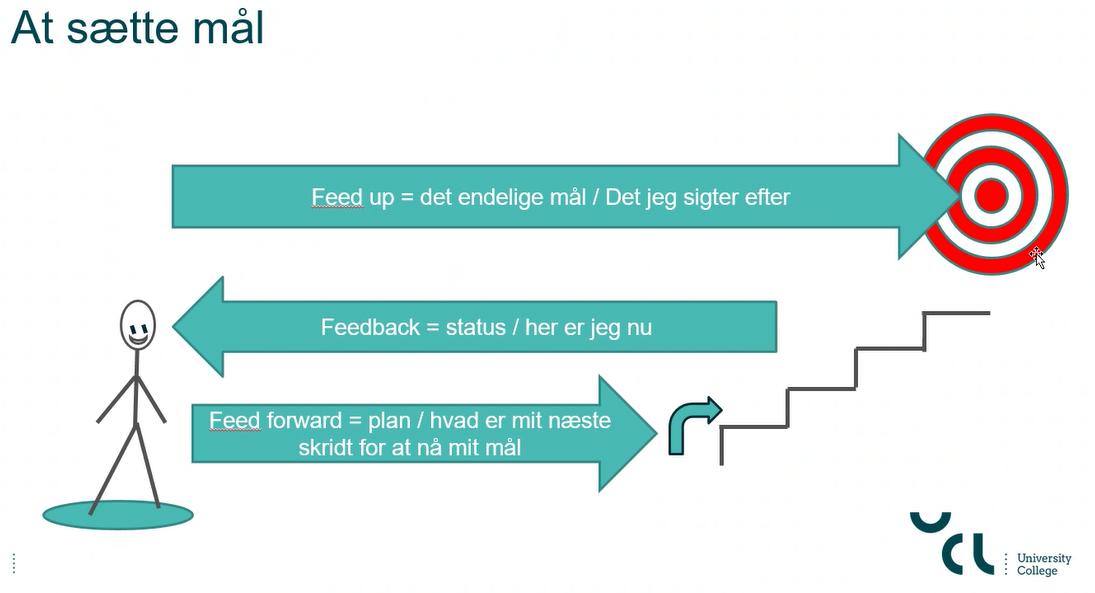 At sætte mål
Feed up = det endelige mål / Det jeg sigter efter
Feedback = status / her er jeg nu
Feed forward = plan / hvad er mit næste
skridt for at nå mit mål
UCL
University
College